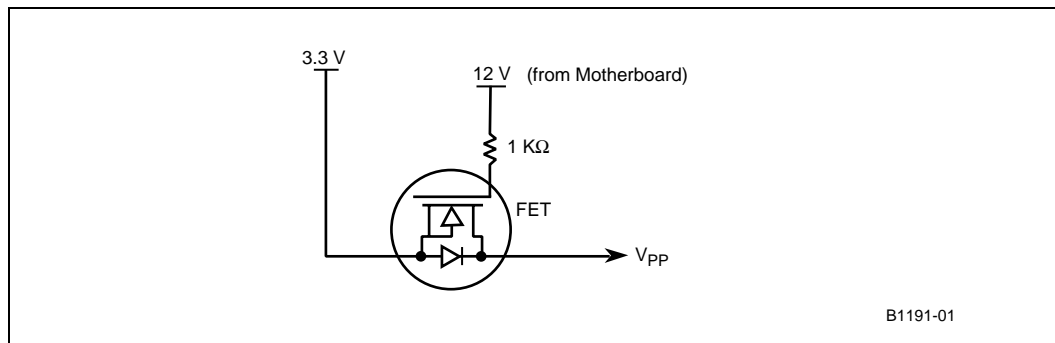 3.3 V
12 V (from Motherboard)
1 KΩ
FET
VPP
B1191-01